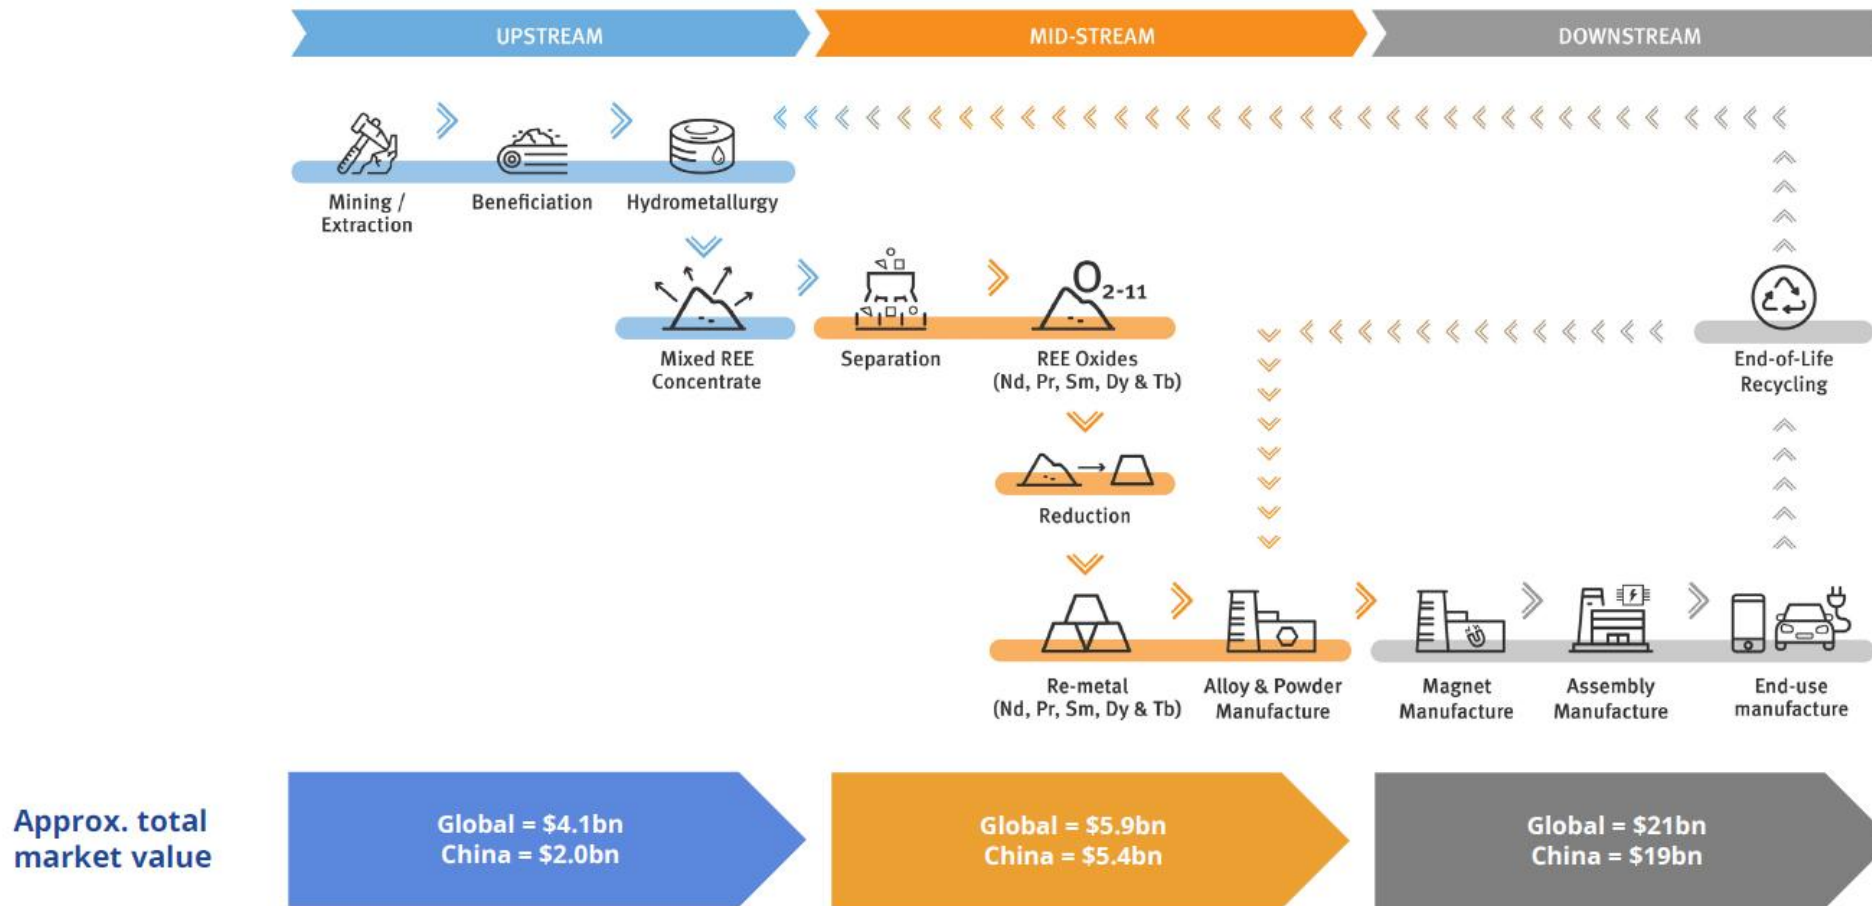 UPSTREAM
MID-STREAM
DOWNSTREAM
Mining /
Extraction
Beneficiation
Hydrometallurgy
Mixed REE
Concentrate
Separation
O2-11
REE Oxides
(Nd, Pr, Sm, Dy & Tb)
End-of-Life
Recycling
Reduction
Re-metal
(Nd, Pr, Sm, Dy & Tb)
Alloy & Powder
Manufacture
Magnet
Manufacture
Assembly
Manufacture
End-use
manufacture
Approx. total
market value
Global = $4.1bn
China = $2.0bn
Global = $5.9bn
China = $5.4bn
Global = $21bn
China = $19bn